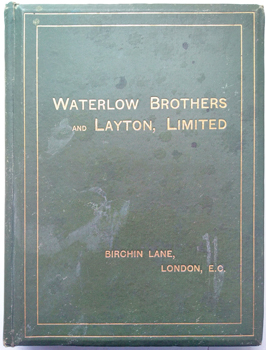 WATERLOW BROTHERS
AND LAYTON, LIMITED
BIRCHIN LANE,
LONDON, E.C.